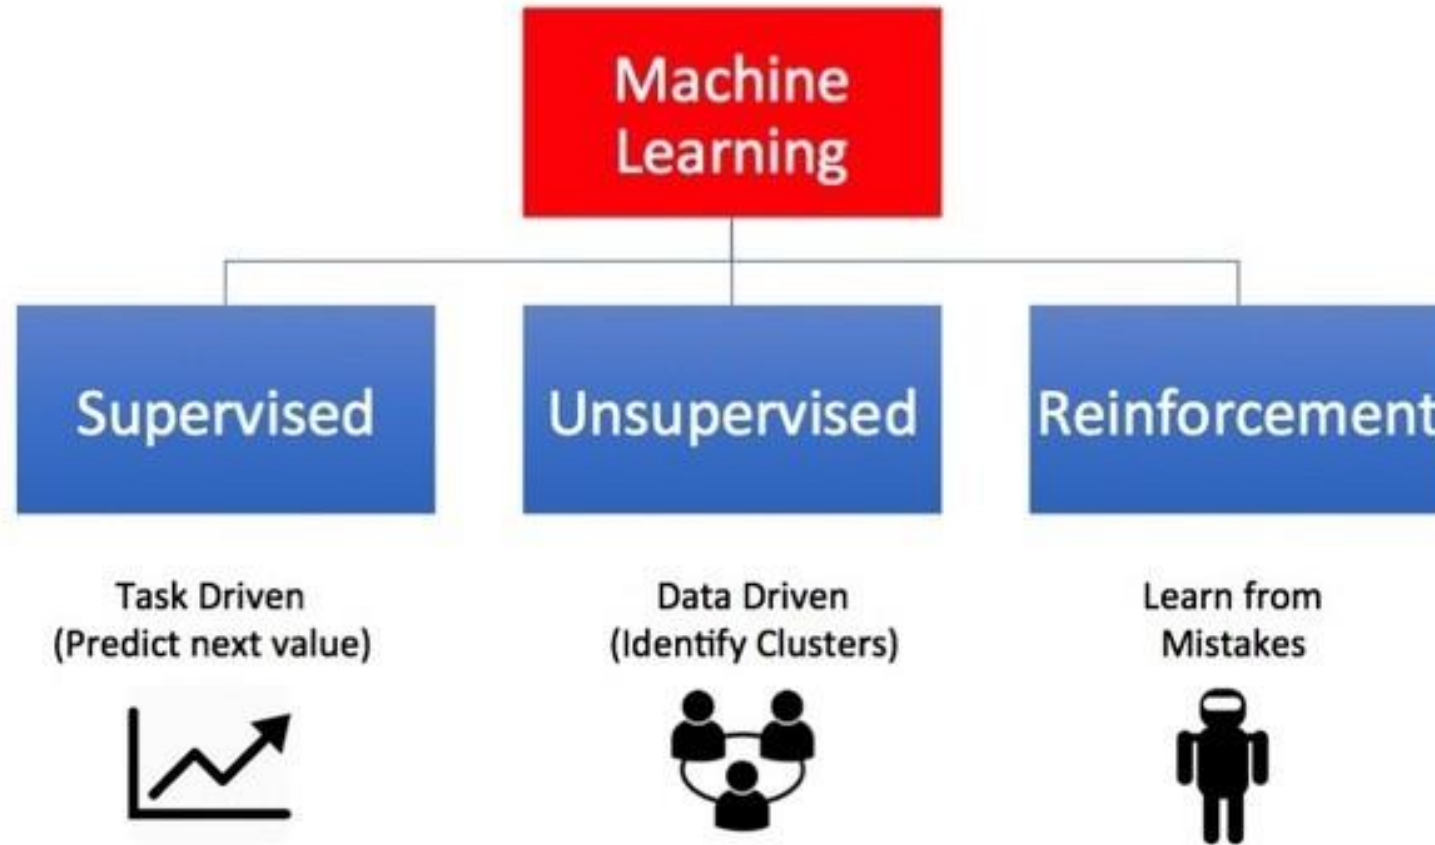 Machine
Learning
Supervised
Unsupervised
Reinforcement
Task Driven
(Predict next value)
Data Driven
(Identify Clusters)
Learn from
Mistakes